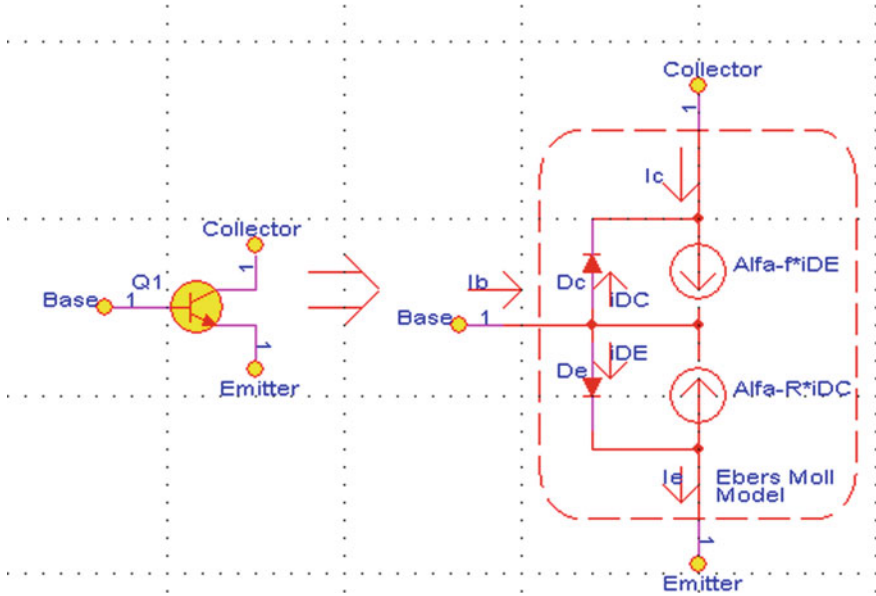 Collector
1
Q1
Base
1
1
Emitter
Collector
1
Ic
Alfa-f*iDE
Ib
Dc
iDC
Base
1
iDE
De
Alfa-R*iDC
Ie
Ebers Moll
Model
1
Emitter